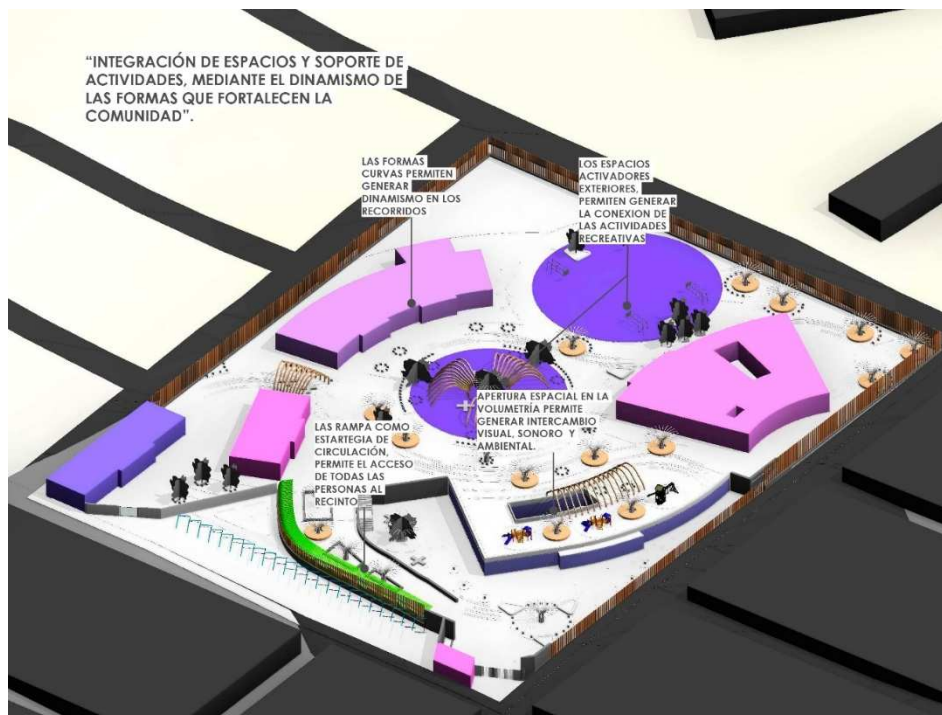 “INTEGRACIÓN DE ESPACIOS Y SOPORTE DE
ACTIVIDADES, MEDIANTE EL DINAMISMO DE
LAS FORMAS QUE FORTALECEN LA
COMUNIDAD”.
LAS FORMAS
CURVAS PERMITEN
GENERAR
DINAMISMO EN LOS
RECORRIDOS
LOS ESPACIOS
ACTIVADORES
EXTERIORES,
PERMITEN GENERAR
LA CONEXION DE
LAS ACTIVIDADES
RECREATIVAS
APERTURA ESPACIAL EN LA
VOLUMETRÍA PERMITE
GENERAR INTERCAMBIO
VISUAL, SONORO Y
AMBIENTAL.
LAS RAMPA COMO
ESTARTEGIA DE
CIRCULACIÓN,
PERMITE EL ACCESO
DE TODAS LAS
PERSONAS AL
RECINTO